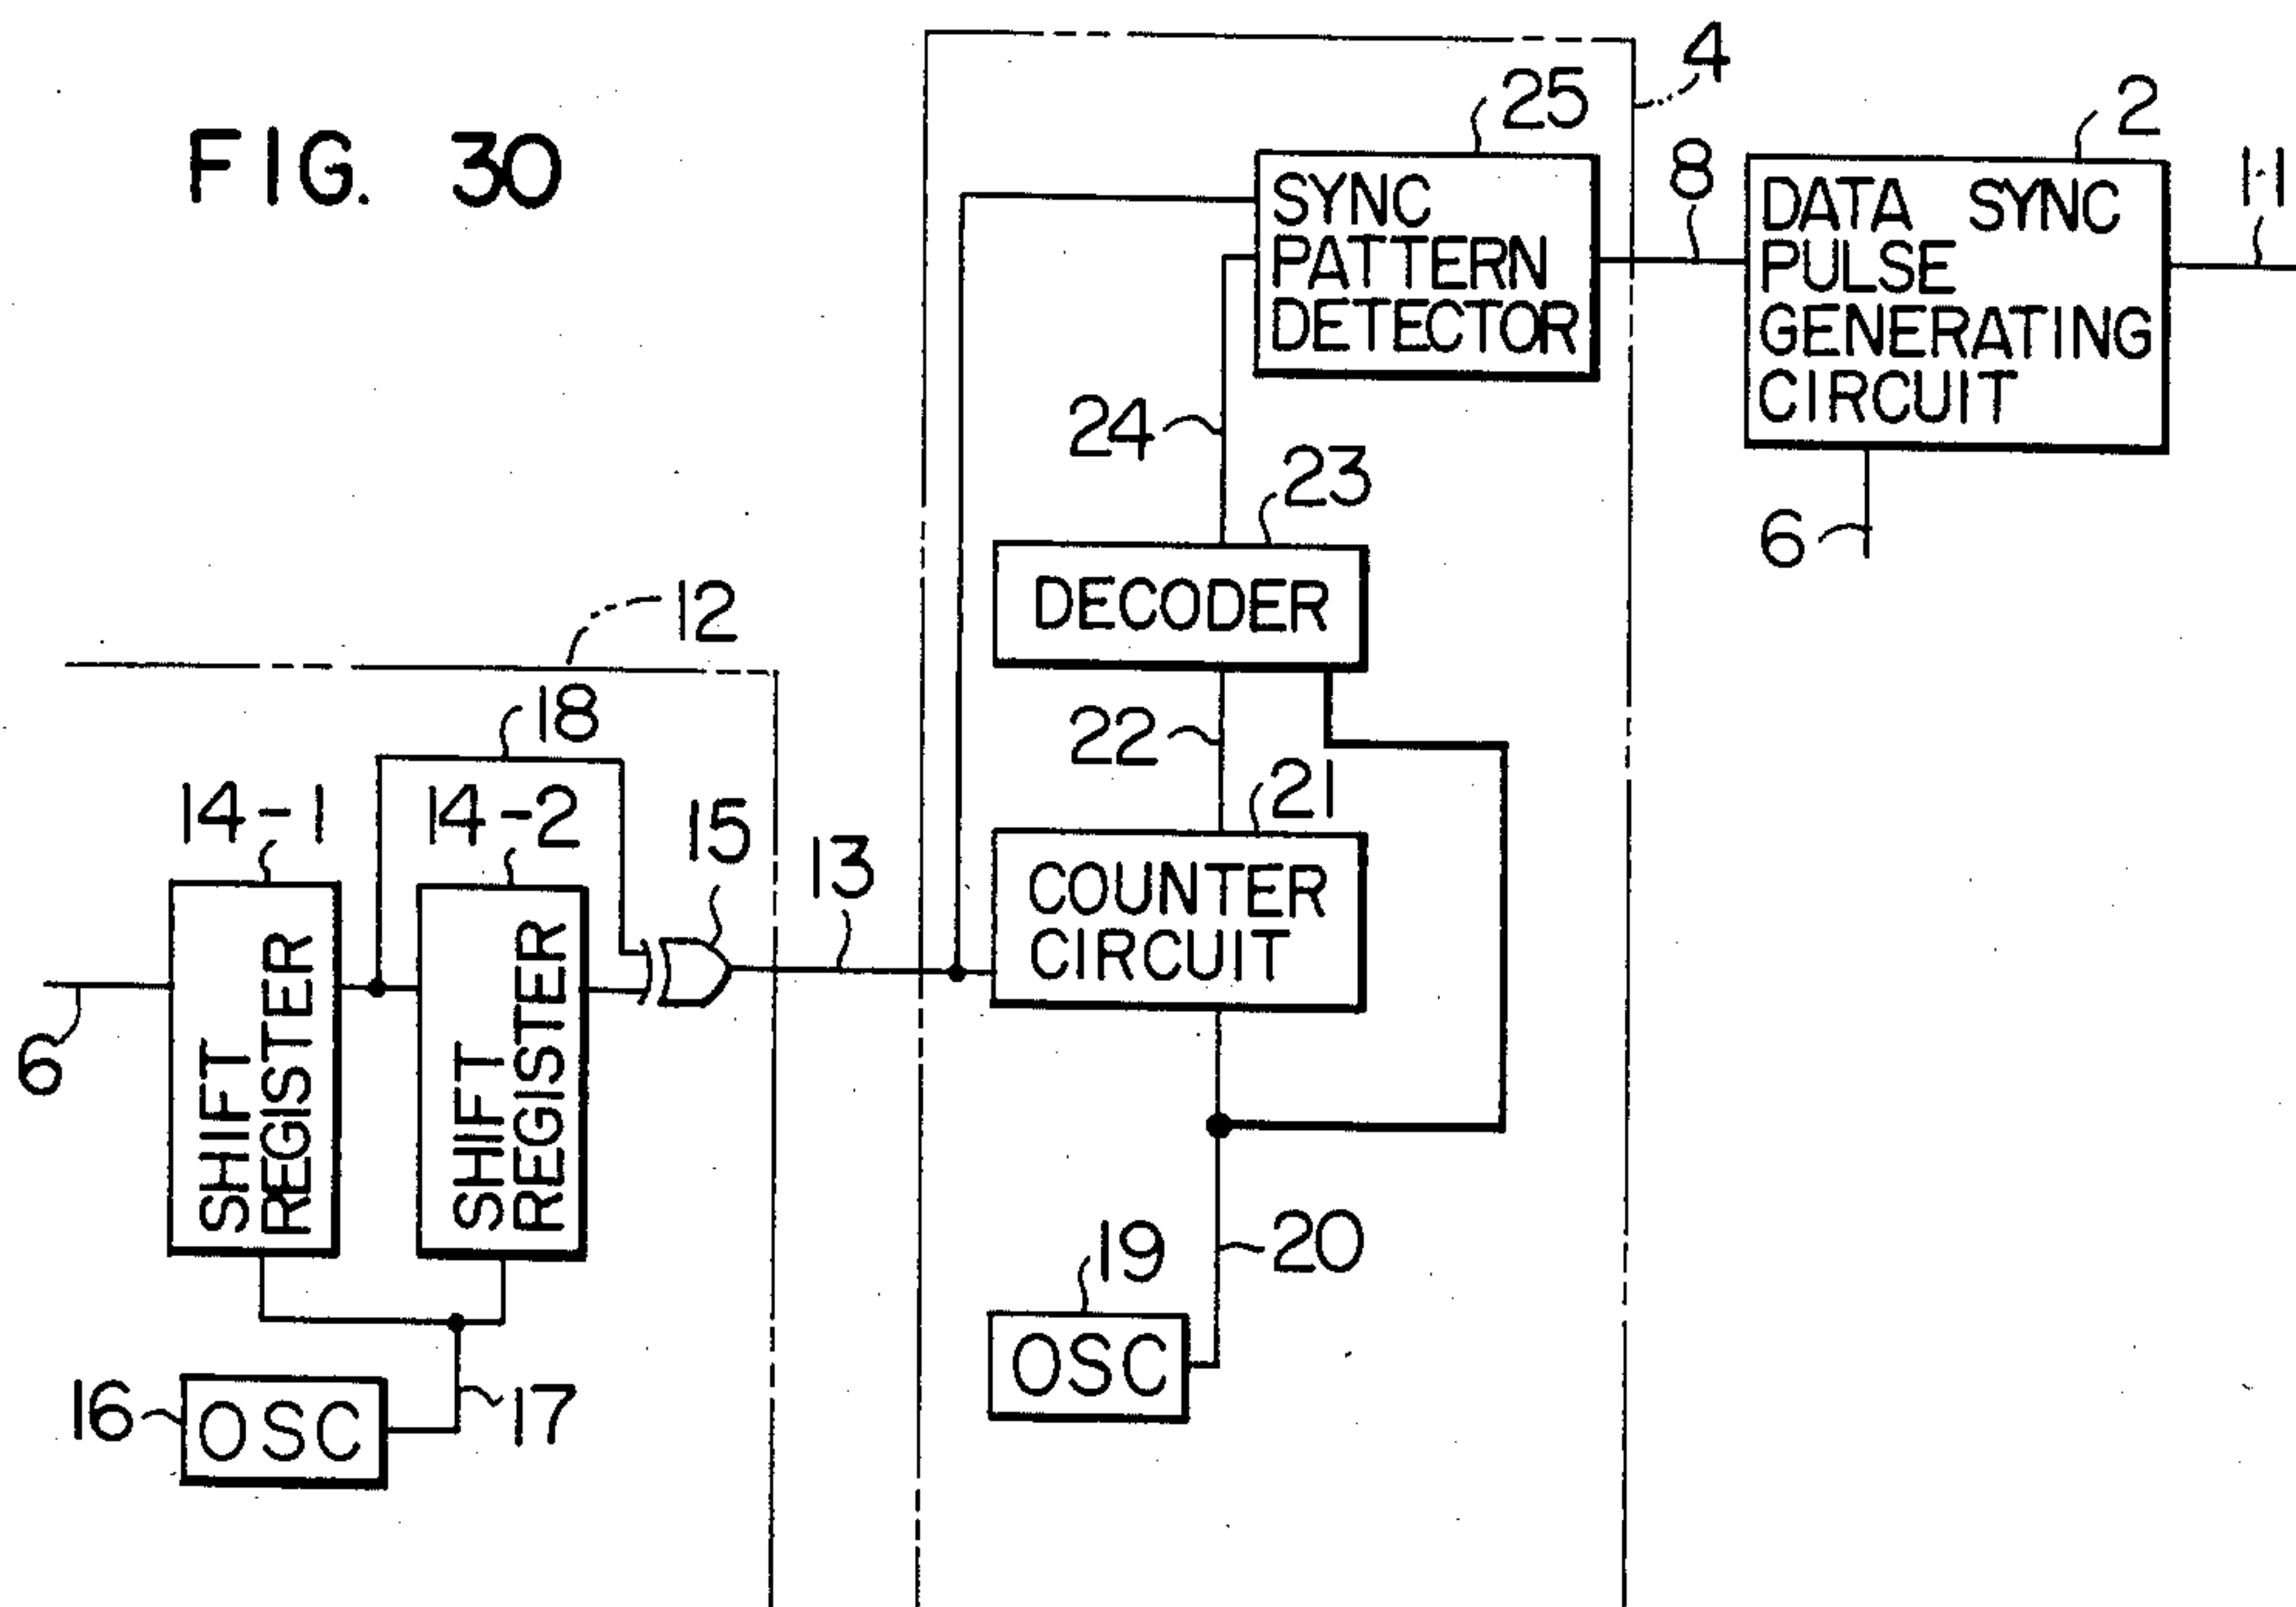 FIG. 30
4
25
2
8
11
SYNC
PATTERN
DETECTOR
DATA SYNC
PULSE
GENERATING
CIRCUIT
24
23
6
DECODER
12
18
22
21
14-1
14-2
15
13
COUNTER
CIRCUIT
6
SHIFT
REGISTER
SHIFT
REGISTER
19
20
OSC
16
OSC
17